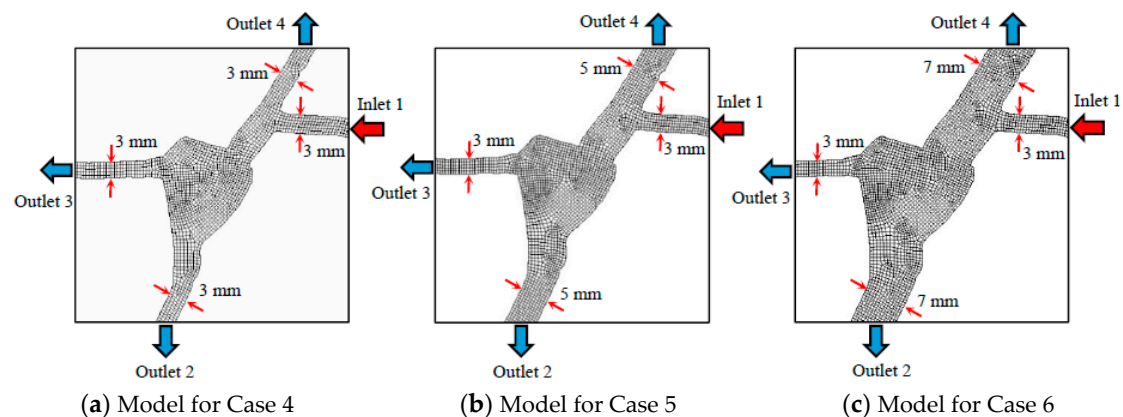 Outlet 4
3 mm
Inlet 1
3 mm
3 mm
Outlet 3
3 mm
Outlet 2
(a) Model for Case 4
Outlet 4
5 mm
Inlet 1
3 mm
3 mm
Outlet 3
5 mm
Outlet 2
(b) Model for Case 5
Outlet 4
7 mm
Inlet 1
3 mm
3 mm
Outlet 3
7 mm
Outlet 2
(c) Model for Case 6